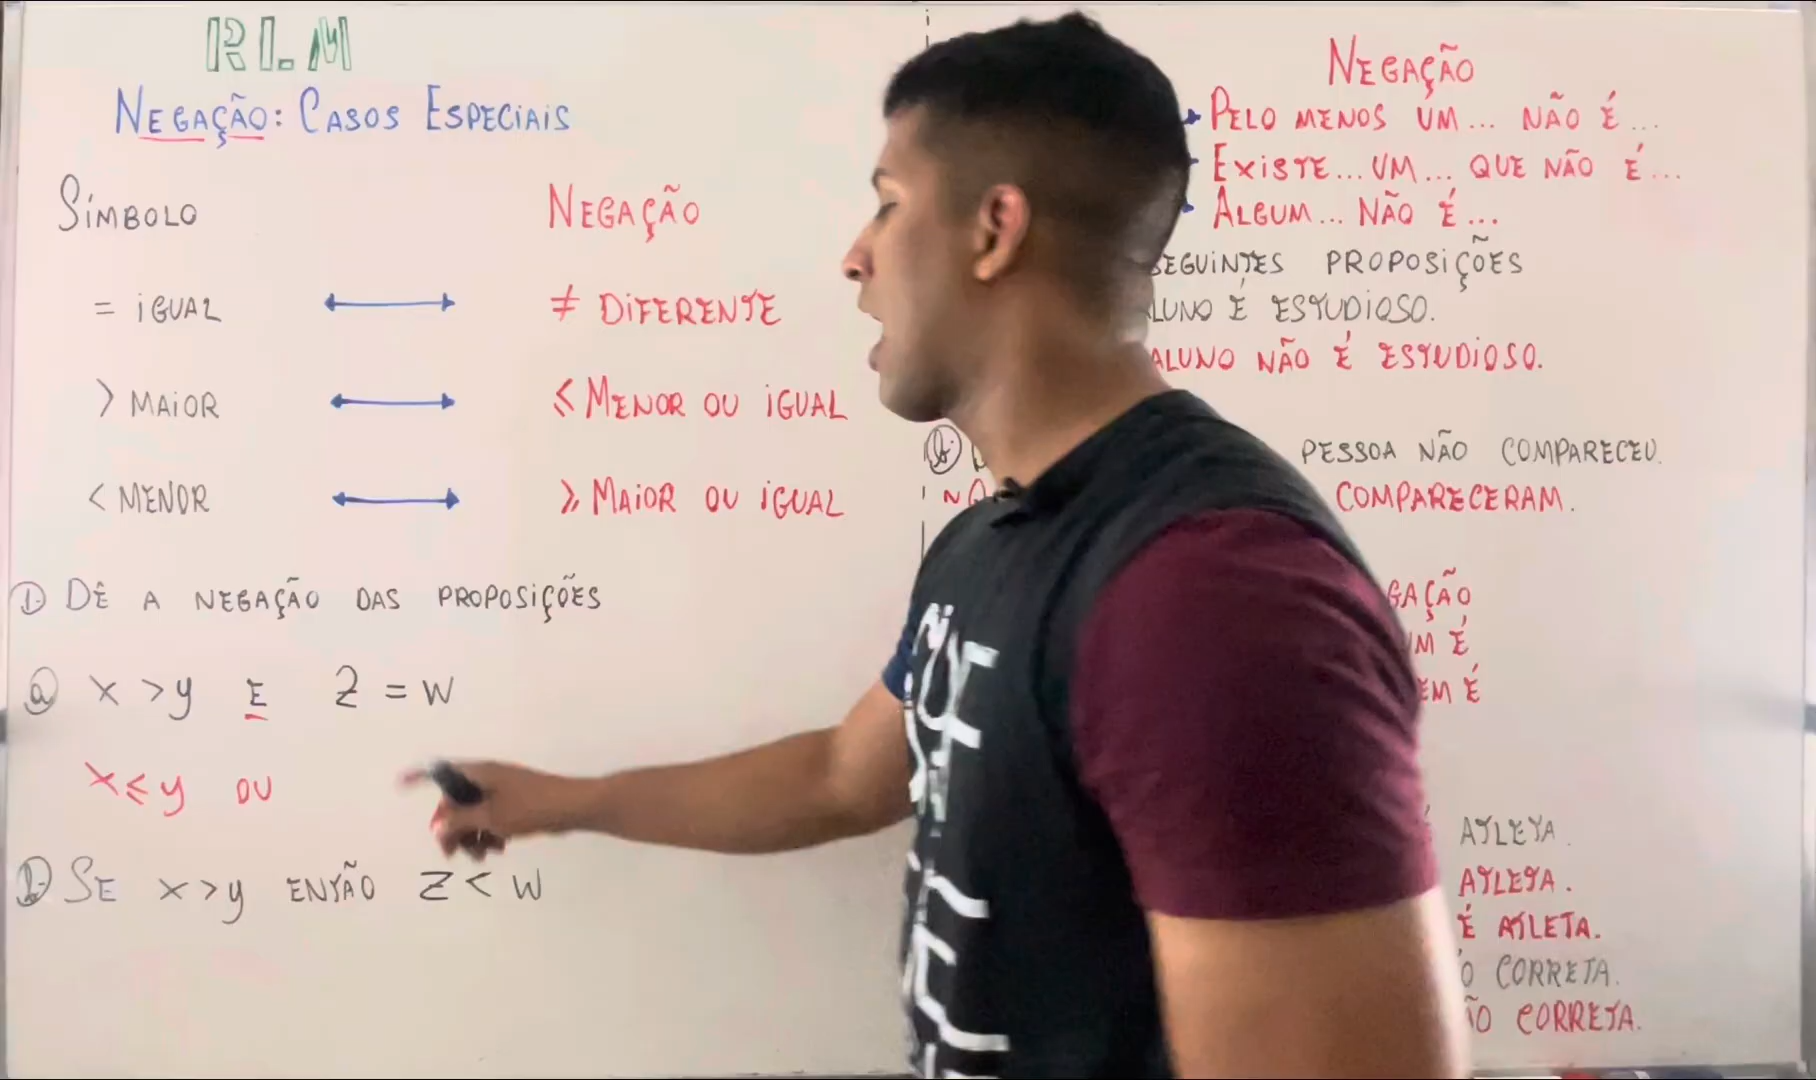 RLM
NEGAÇÃO: CASOS ESPECIAIS
SÍMBOLO NEGAÇÃO
= IGUAL ≠ DIFERENTE
> MAIOR ≤ MENOR OU IGUAL
< MENOR ≥ MAIOR OU IGUAL
1 DÊ A NEGAÇÃO DAS PROPOSIÇÕES
a x > y E Z = W
x ≤ y OU
b SE x > y ENTÃO Z < W
NEGAÇÃO
PELO MENOS UM... NÃO É...
EXISTE... UM... QUE NÃO É...
ALGUM... NÃO É...
SEGUINTES PROPOSIÇÕES
LUNO É ESTUDIOSO.
ALUNO NÃO É ESTUDIOSO.
b PESSOA NÃO COMPARECEU.
COMPARECERAM.
GAÇÃO
M É
EM É
ATLETA.
ATLETA.
É ATLETA.
O CORRETA.
ÃO CORRETA.